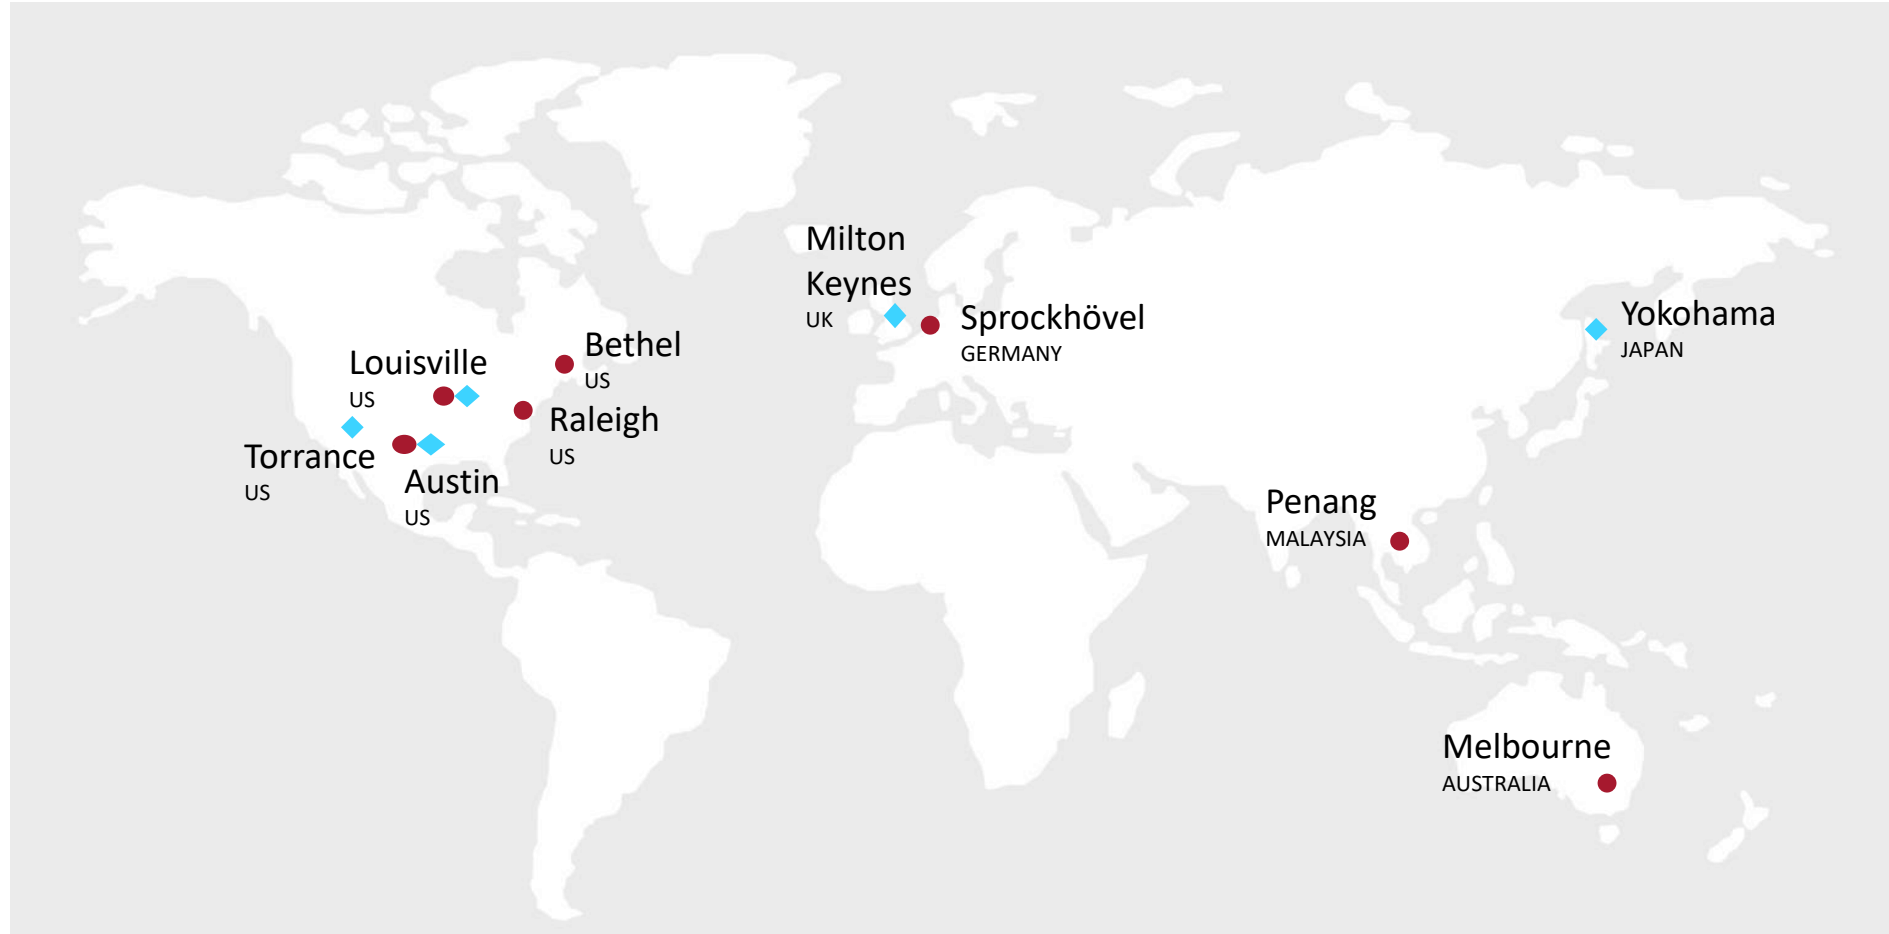 Milton
Keynes
UK
Sprockhövel
GERMANY
Yokohama
JAPAN
Bethel
US
Louisville
US
Raleigh
US
Torrance
US
Austin
US
Penang
MALAYSIA
Melbourne
AUSTRALIA